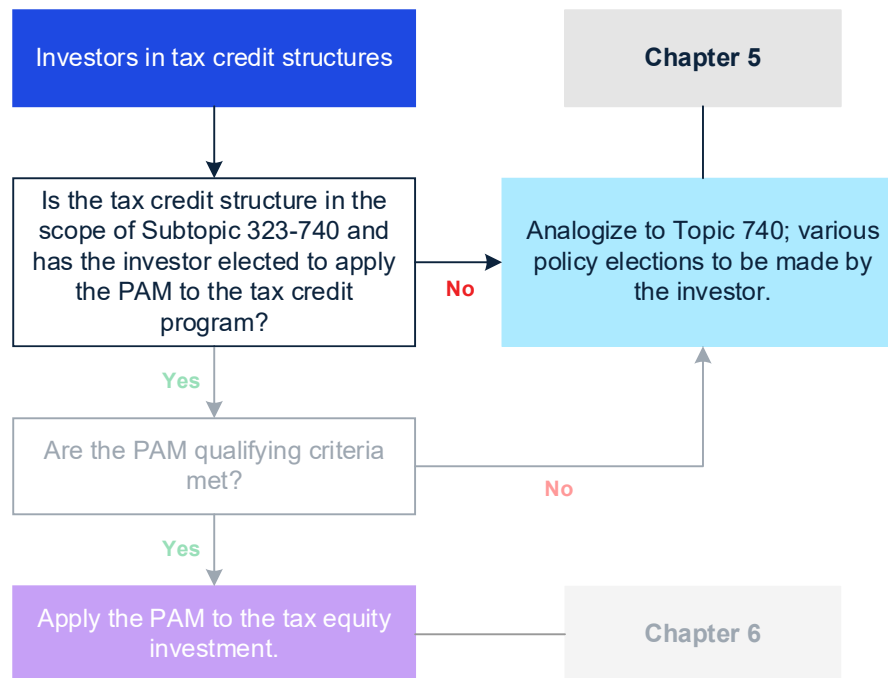 Investors in tax credit structures
Chapter 5
Is the tax credit structure in the
scope of Subtopic 323-740 and
has the investor elected to apply
the PAM to the tax credit
program?
No
Analogize to Topic 740; various
policy elections to be made by
the investor.
Yes
Are the PAM qualifying criteria
met?
No
Yes
Apply the PAM to the tax equity
investment.
Chapter 6